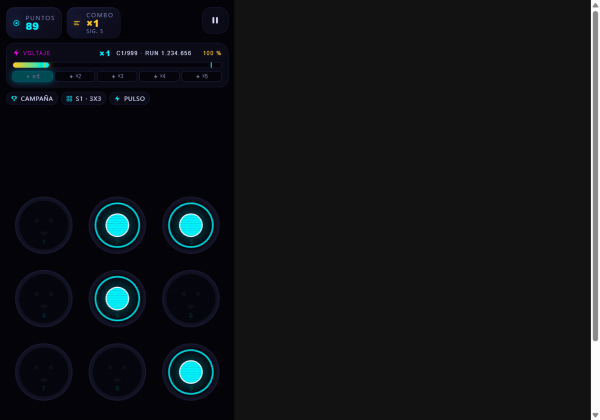 PUNTOS
89
COMBO
×1
SIG. 5
VOLTAJE ×1 C1/999 · RUN 1.234.656 100 %
×1 ×2 ×3 ×4 ×5
CAMPAÑA S1 · 3X3 PULSO